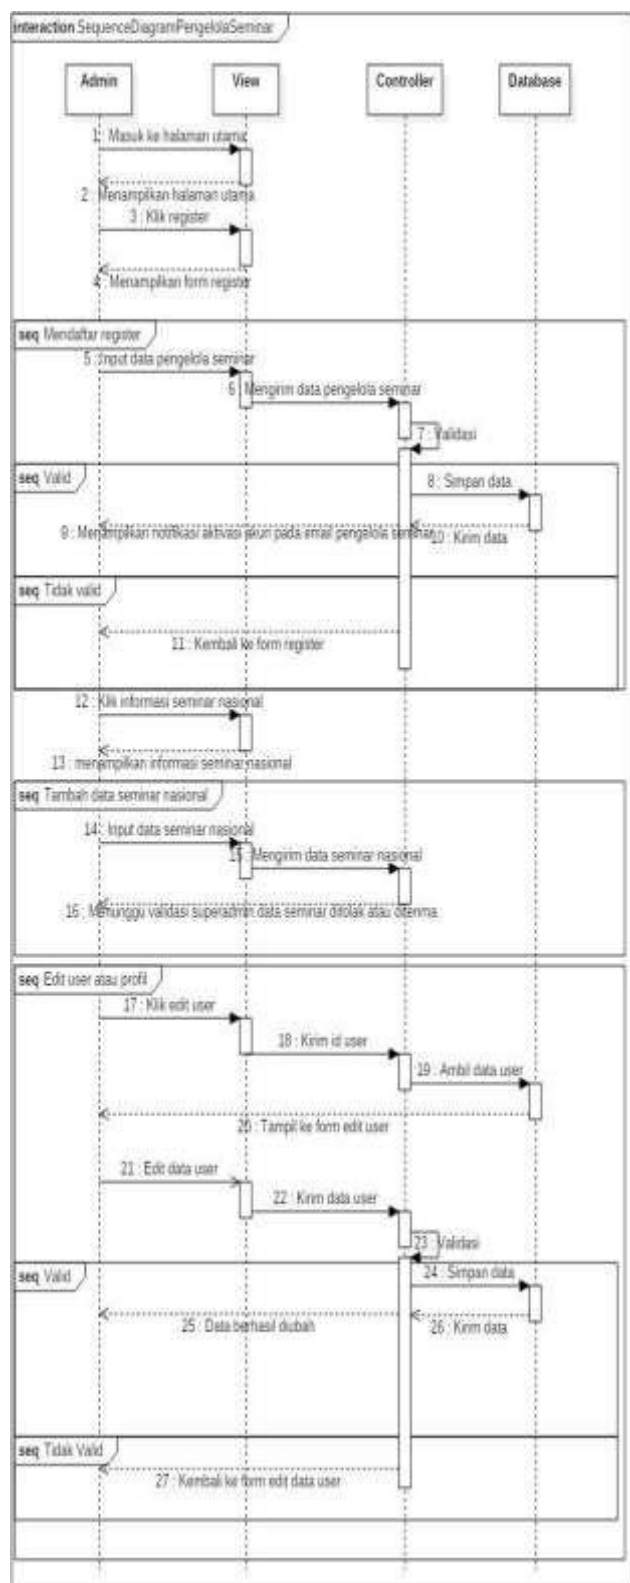 interaction SequenceDiagramPengelolaSeminar
Admin
View
Controller
Database
1 : Masuk ke halaman utama
2 : Menampilkan halaman utama
3 : Klik register
4 : Menampilkan form register
seq Mendaftar register
5 : Input data pengelola seminar
6 : Mengirim data pengelola seminar
7 : Validasi
seq Valid
8 : Simpan data
9 : Menampilkan notifikasi aktivasi akun pada email pengelola seminar
10 : Kirim data
seq Tidak valid
11 : Kembali ke form register
12 : Klik informasi seminar nasional
13 : menampilkan informasi seminar nasional
seq Tambah data seminar nasional
14 : Input data seminar nasional
15 : Mengirim data seminar nasional
16 : Menunggu validasi superadmin data seminar ditolak atau diterima
seq Edit user atau profil
17 : Klik edit user
18 : Kirim id user
19 : Ambil data user
20 : Tampil ke form edit user
21 : Edit data user
22 : Kirim data user
23 : Validasi
seq Valid
24 : Simpan data
25 : Data berhasil diubah
26 : Kirim data
seq Tidak Valid
27 : Kembali ke form edit data user